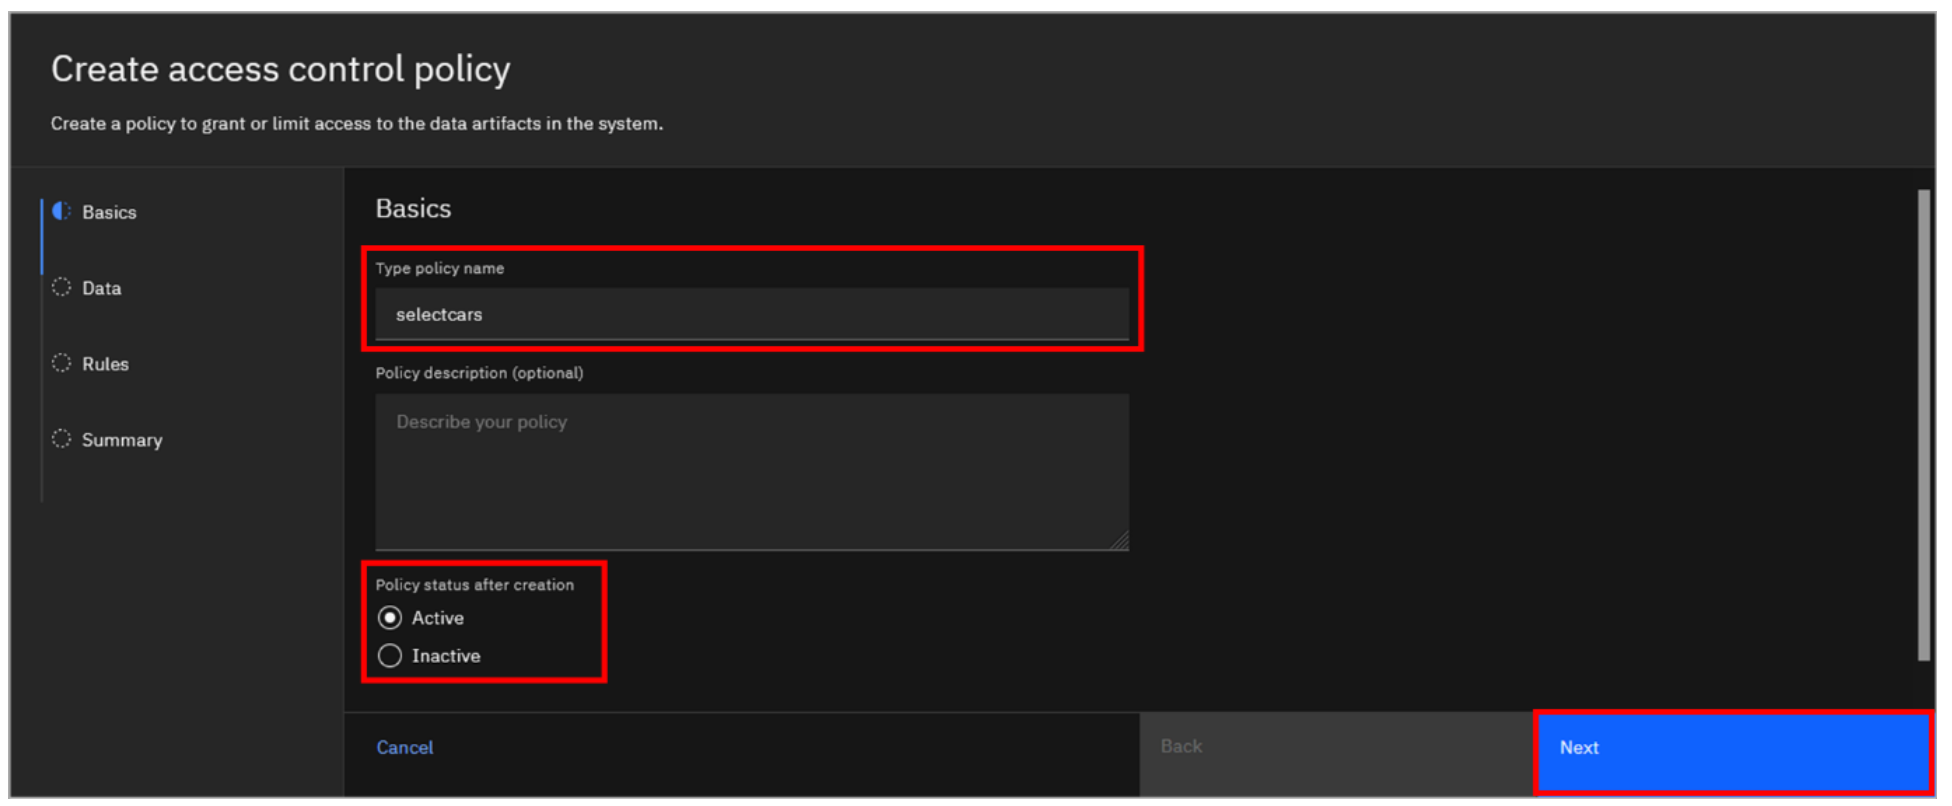 Create access control policy
Create a policy to grant or limit access to the data artifacts in the system.
Basics
Data
Rules
Summary
Basics
Type policy name
selectcars
Policy description (optional)
Describe your policy
Policy status after creation
Active
Inactive
Cancel
Back
Next